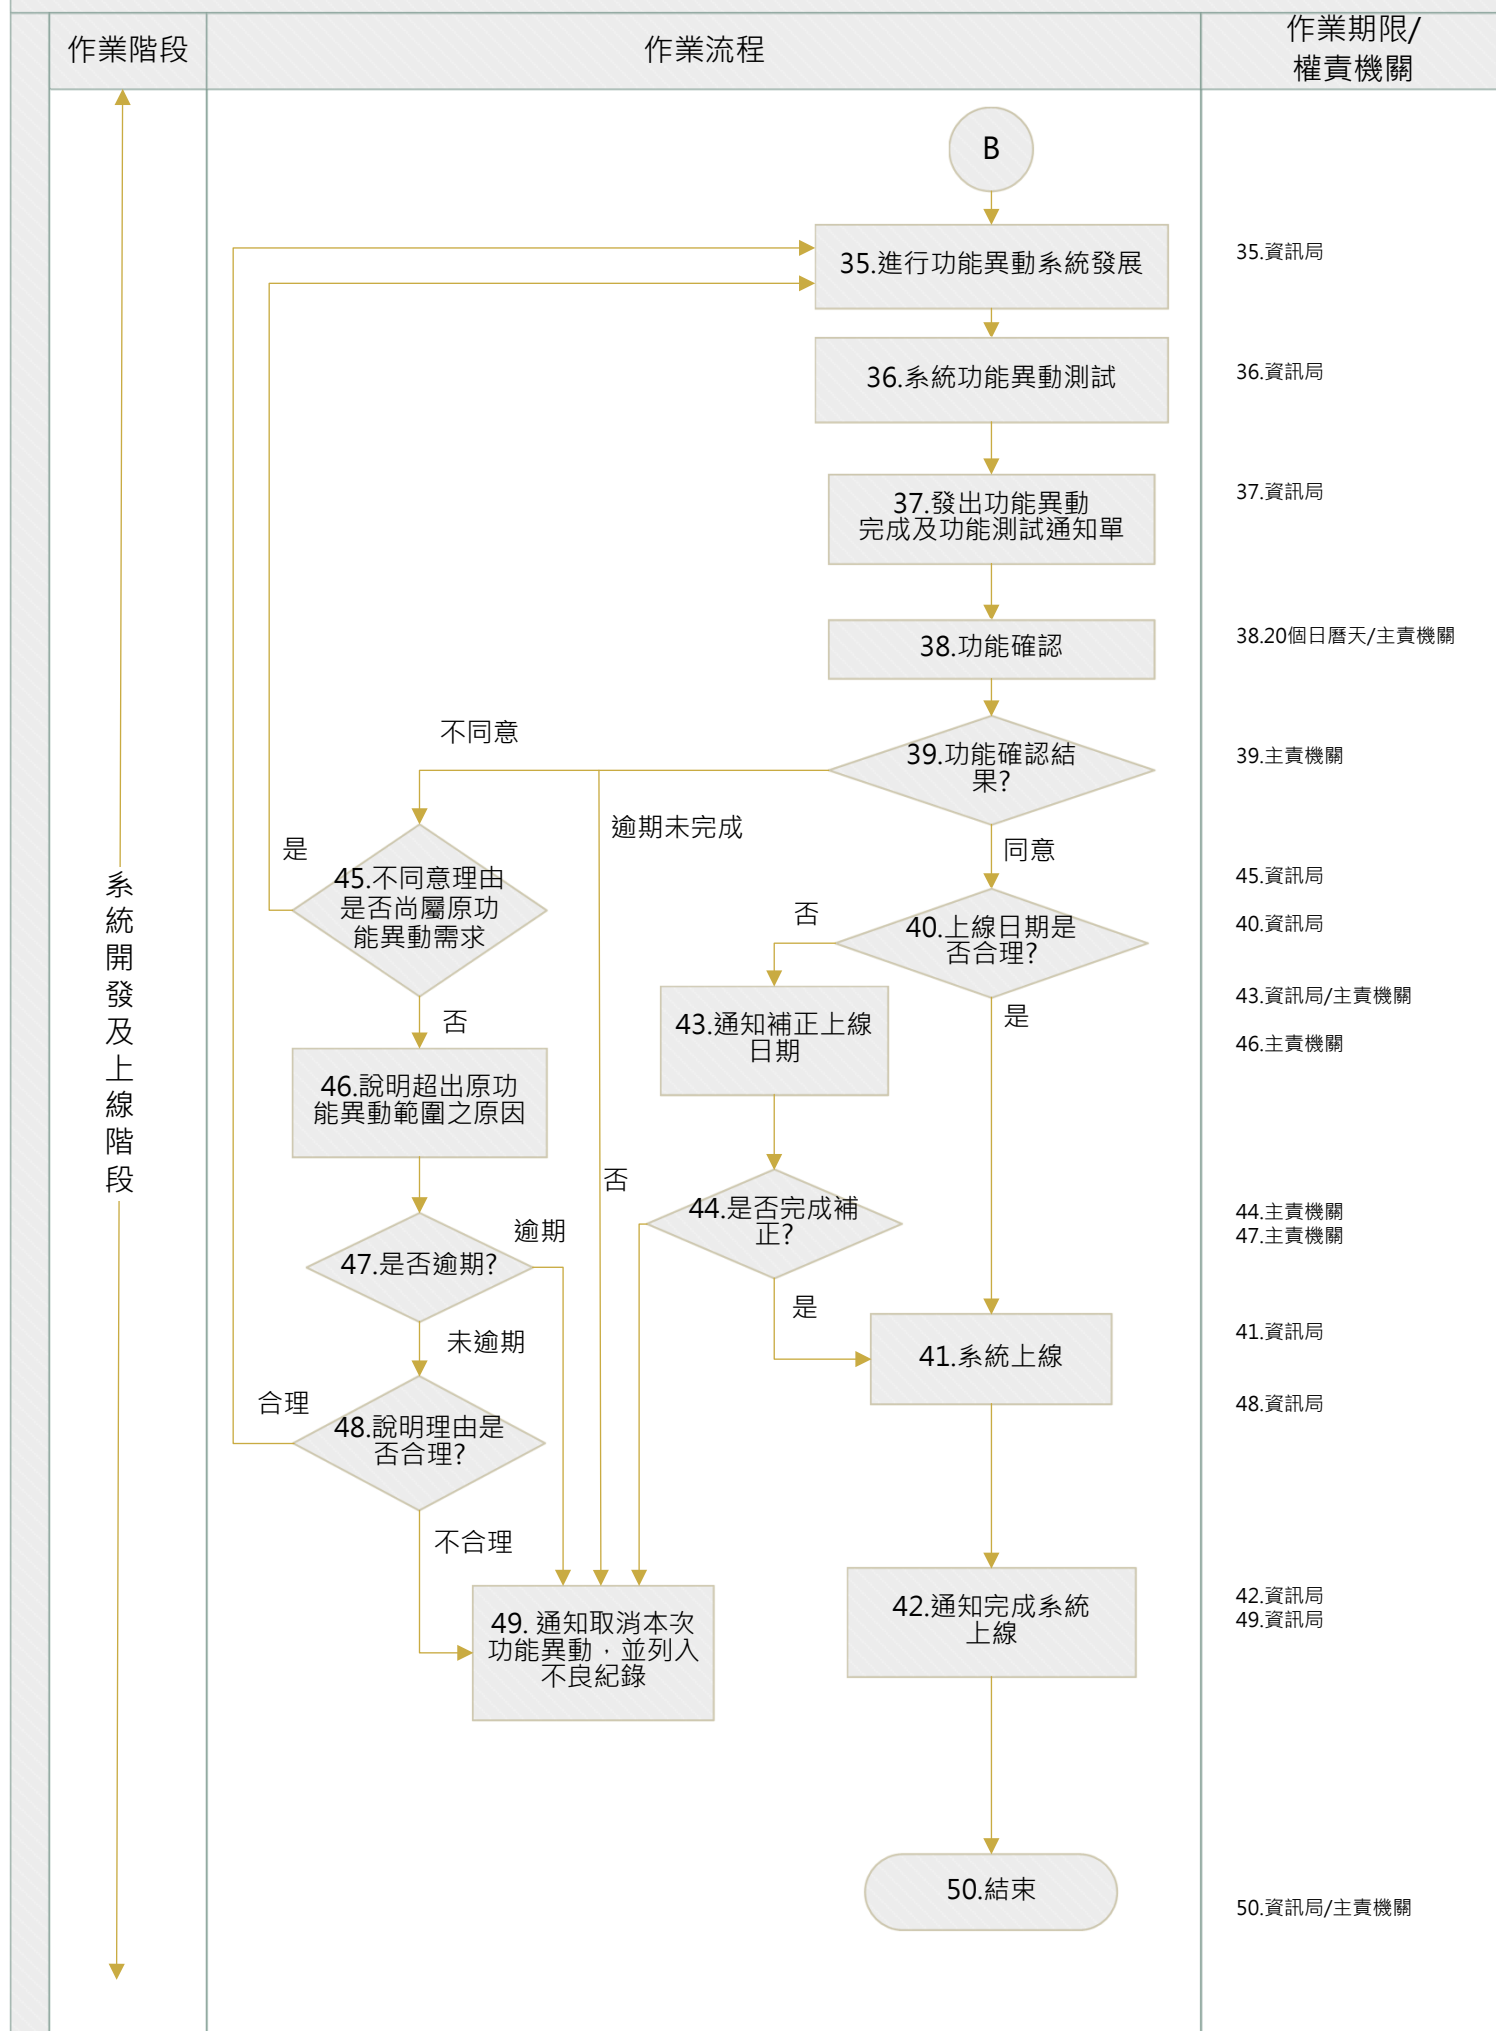 作業階段
作業流程
作業期限/
權責機關
B
35.進行功能異動系統發展
35.資訊局
36.系統功能異動測試
36.資訊局
37.發出功能異動
完成及功能測試通知單
37.資訊局
38.功能確認
38.20個日曆天/主責機關
不同意
39.功能確認結
果?
39.主責機關
逾期未完成
同意
是
45.不同意理由
是否尚屬原功
能異動需求
45.資訊局
否
40.上線日期是
否合理?
40.資訊局
系統開發及上線階段
否
43.通知補正上線
日期
是
43.資訊局/主責機關
46.主責機關
46.說明超出原功
能異動範圍之原因
否
44.是否完成補
正?
44.主責機關
47.主責機關
逾期
47.是否逾期?
是
未逾期
41.系統上線
41.資訊局
合理
48.說明理由是
否合理?
48.資訊局
不合理
49. 通知取消本次
功能異動，並列入
不良紀錄
42.通知完成系統
上線
42.資訊局
49.資訊局
50.結束
50.資訊局/主責機關